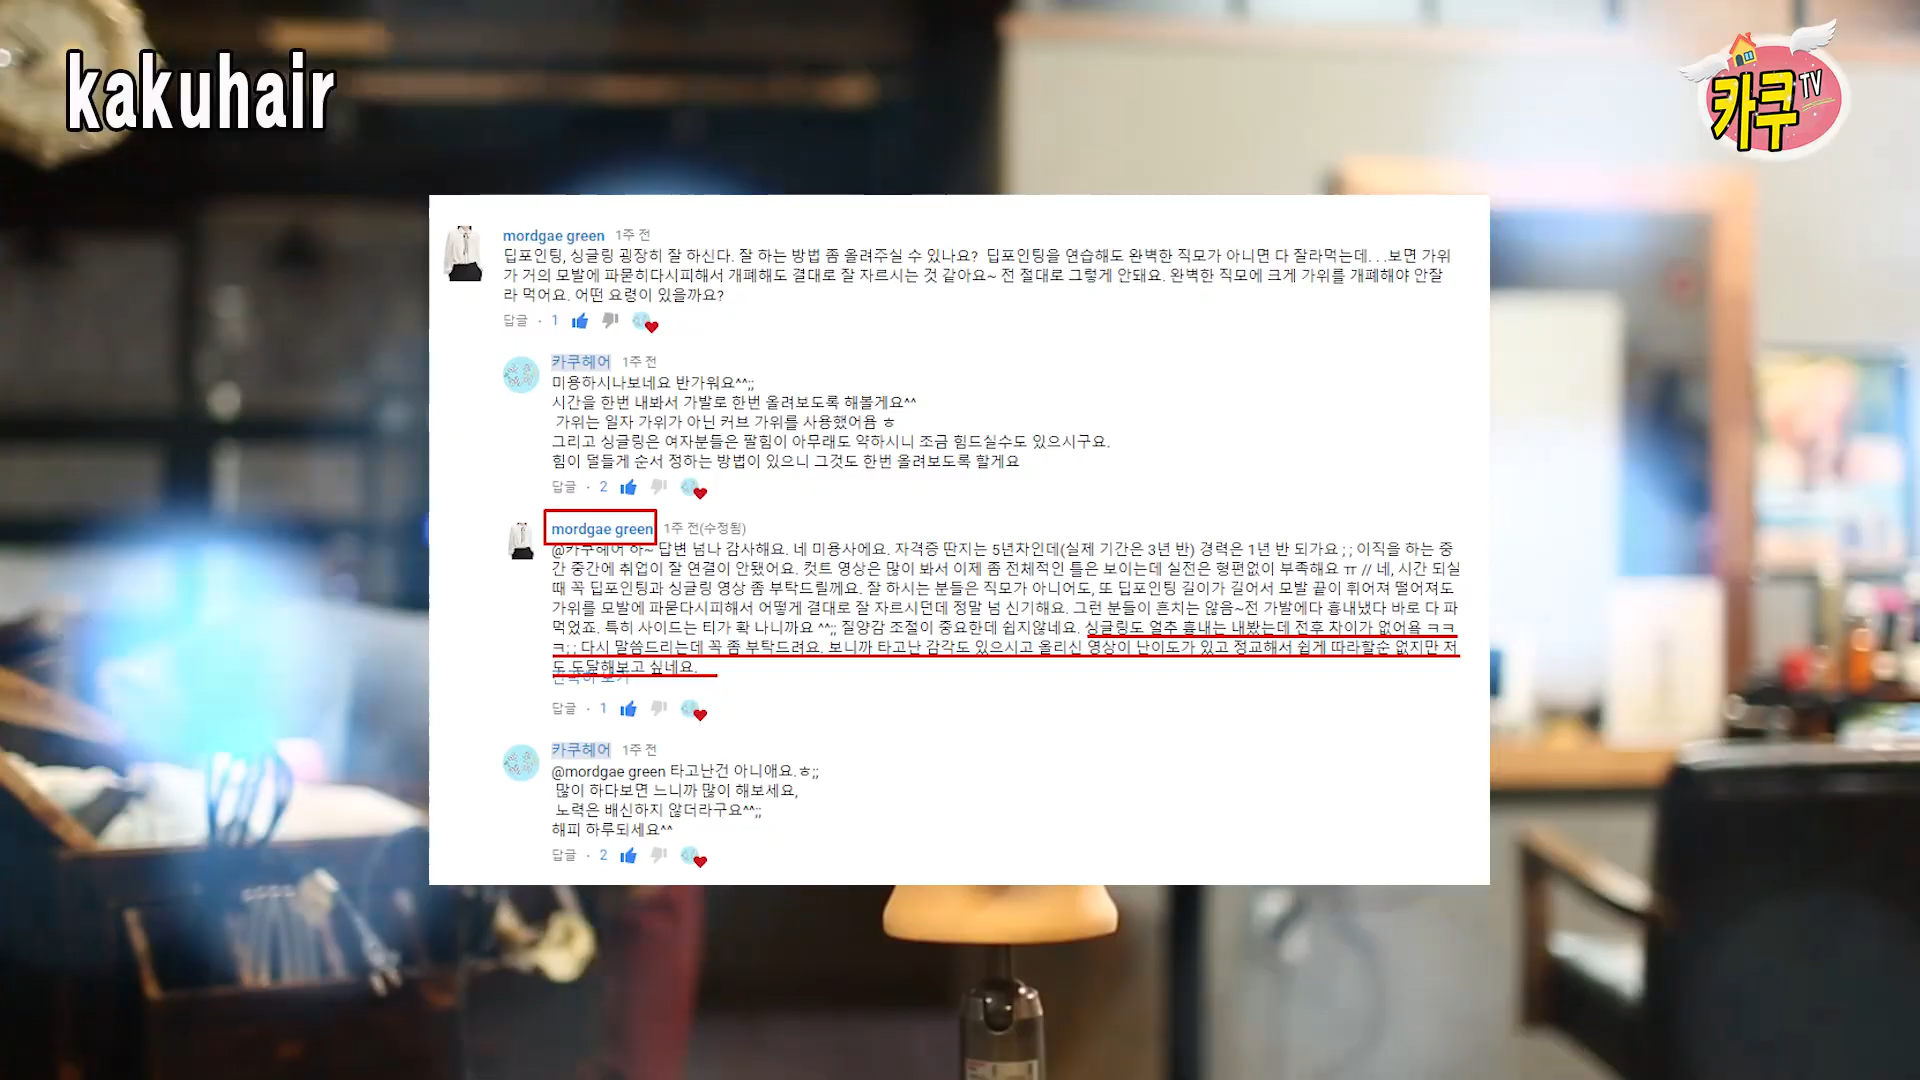 kakuhair
카쿠TV
mordgae green 1주 전
딥포인팅, 싱글링 굉장히 잘 하신다. 잘 하는 방법 좀 올려주실 수 있나요? 딥포인팅을 연습해도 완벽한 직모가 아니면 다 잘라먹는데. . .보면 가위
가 거의 모발에 파묻히다시피해서 개폐해도 결대로 잘 자르시는 것 같아요~ 전 절대로 그렇게 안돼요. 완벽한 직모에 크게 가위를 개폐해야 안잘
라 먹어요. 어떤 요령이 있을까요?
답글 · 1
카쿠헤어 1주 전
미용하시나보네요 반가워요^^;;
시간을 한번 내봐서 가발로 한번 올려보도록 해볼게요^^
가위는 일자 가위가 아닌 커브 가위를 사용했어욤 ㅎ
그리고 싱글링은 여자분들은 팔힘이 아무래도 약하시니 조금 힘드실수도 있으시구요.
힘이 덜들게 순서 정하는 방법이 있으니 그것도 한번 올려보도록 할게요
답글 · 2
mordgae green 1주 전(수정됨)
@카쿠헤어 하~ 답변 넘나 감사해요. 네 미용사에요. 자격증 딴지는 5년차인데(실제 기간은 3년 반) 경력은 1년 반 되가요 ; ; 이직을 하는 중
간 중간에 취업이 잘 연결이 안됐어요. 컷트 영상은 많이 봐서 이제 좀 전체적인 틀은 보이는데 실전은 형편없이 부족해요 ㅠ // 네, 시간 되실
때 꼭 딥포인팅과 싱글링 영상 좀 부탁드릴께요. 잘 하시는 분들은 직모가 아니어도, 또 딥포인팅 길이가 길어서 모발 끝이 휘어져 떨어져도
가위를 모발에 파묻다시피해서 어떻게 결대로 잘 자르시던데 정말 넘 신기해요. 그런 분들이 흔치는 않음~전 가발에다 흉내냈다 바로 다 파
먹었죠. 특히 사이드는 티가 확 나니까요 ^^;; 질양감 조절이 중요한데 쉽지않네요. 싱글링도 얼추 흉내는 내봤는데 전후 차이가 없어욬 ㅋㅋ
ㅋ; ; 다시 말씀드리는데 꼭 좀 부탁드려요. 보니까 타고난 감각도 있으시고 올리신 영상이 난이도가 있고 정교해서 쉽게 따라할순 없지만 저
도 도달해보고 싶네요.
간략히 보기
답글 · 1
카쿠헤어 1주 전
@mordgae green 타고난건 아니애요.ㅎ;;
많이 하다보면 느니까 많이 해보세요,
노력은 배신하지 않더라구요^^;;
해피 하루되세요^^
답글 · 2